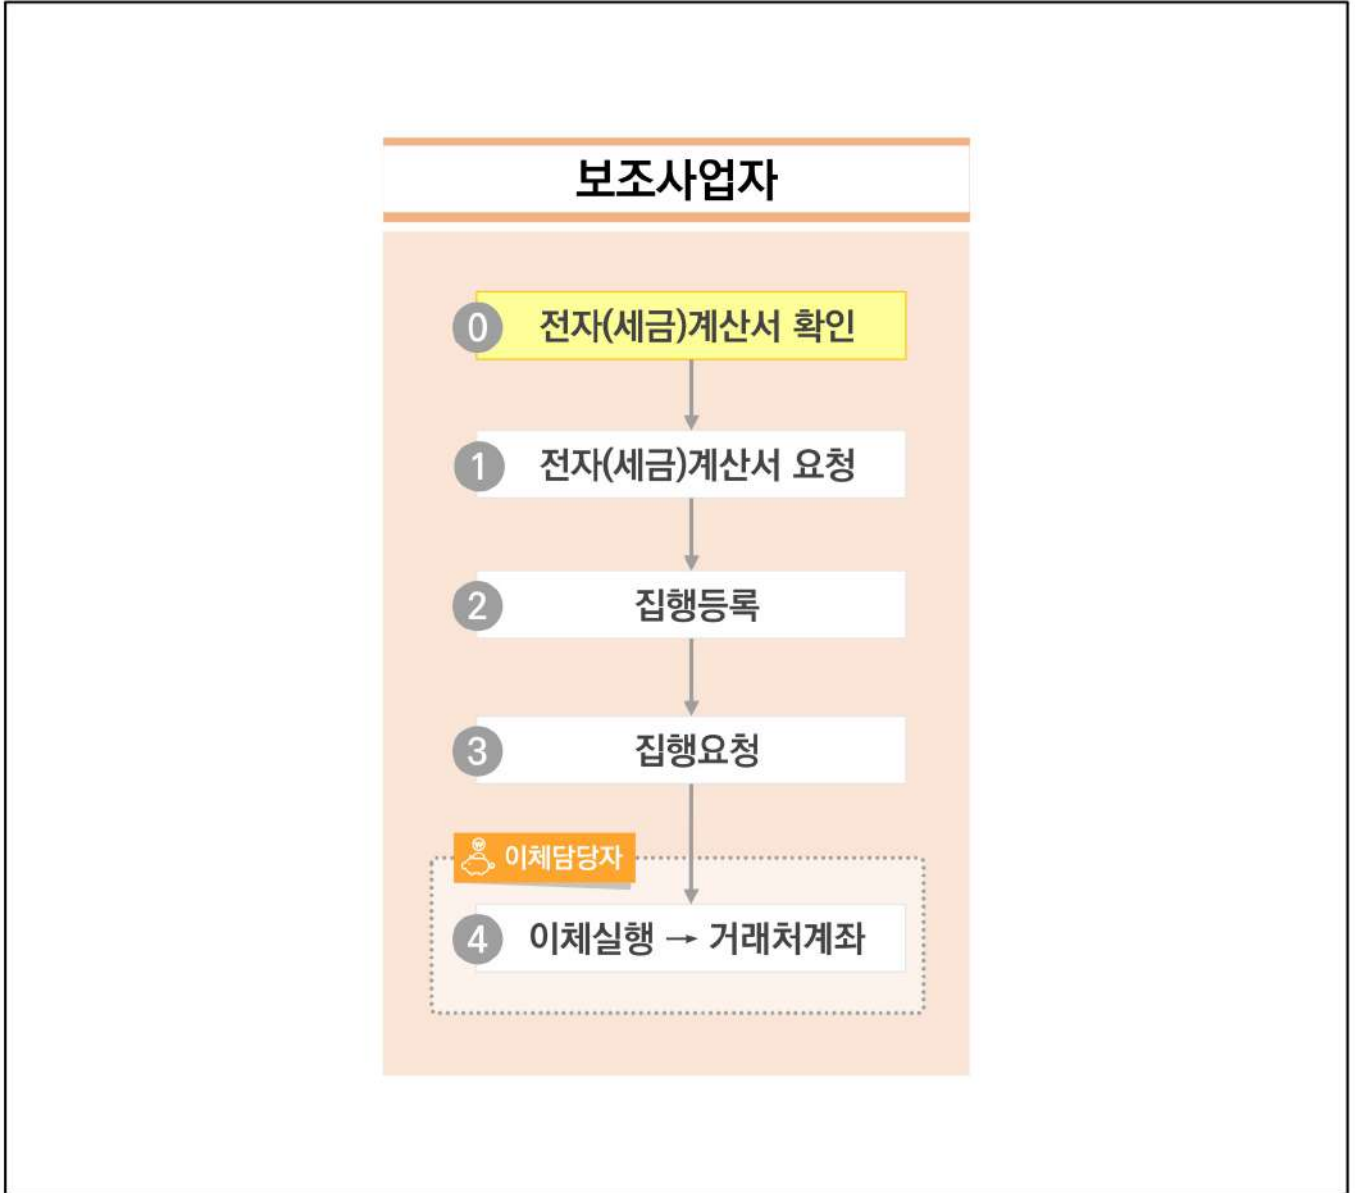 보조사업자
0 전자(세금)계산서 확인
1 전자(세금)계산서 요청
2 집행등록
3 집행요청
이체담당자
4 이체실행 → 거래처계좌